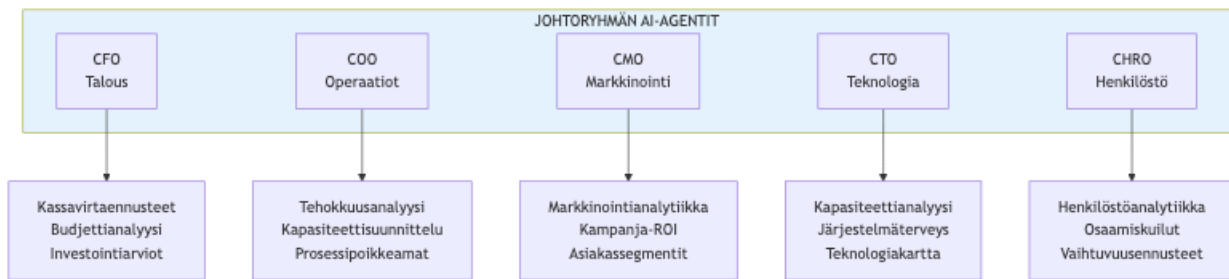 JOHTORYHMÄN AI-AGENTIT
CFO
Talous
COO
Operaatiot
CMO
Markkinointi
CTO
Teknologia
CHRO
Henkilöstö
Kassavirtaennusteet
Budjettianalyysi
Investointiarviot
Tehokkuusanalyysi
Kapasiteettisuunnittelu
Prosessipoikkeamat
Markkinointianalytiikka
Kampanja-ROI
Asiakassegmentit
Kapasiteettianalyysi
Järjestelmäterveys
Teknologiakartta
Henkilöstöanalytiikka
Osaamiskuilut
Vaihtuvuusennusteet